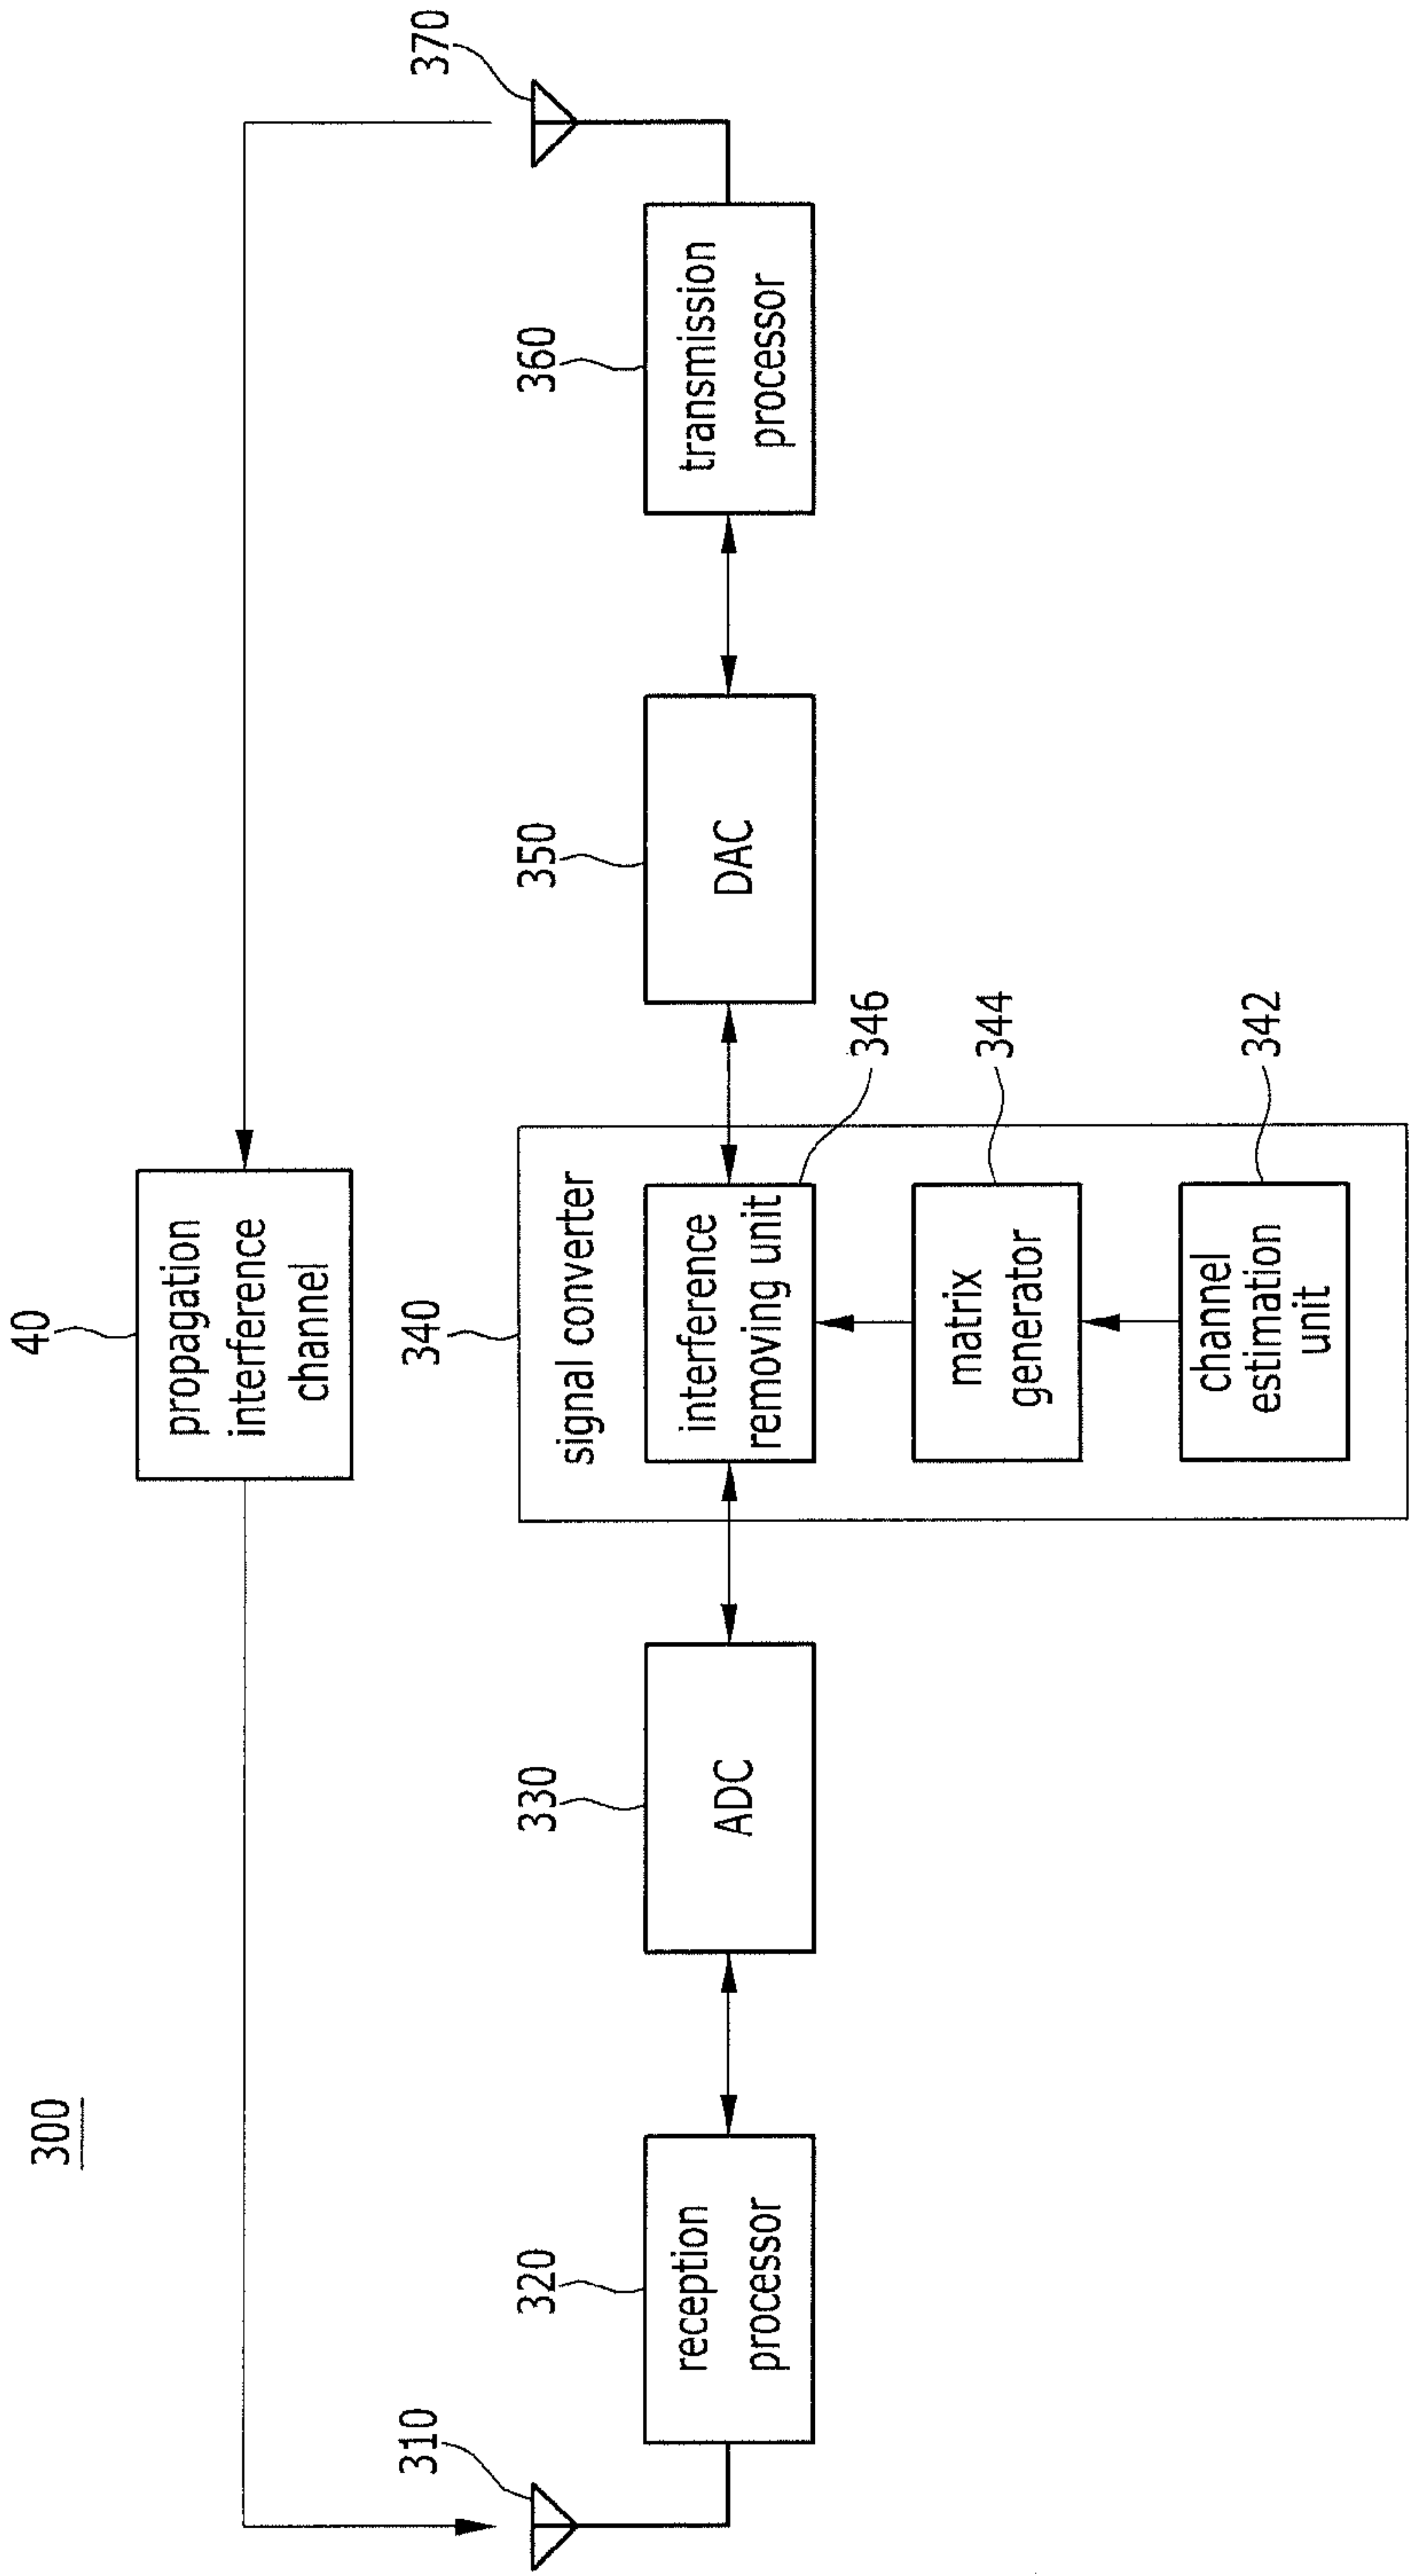 300
40
propagation
interference
channel
310
320
reception
processor
330
ADC
340
signal converter
interference
removing unit
346
matrix
generator
344
channel
estimation
unit
342
350
DAC
360
transmission
processor
370